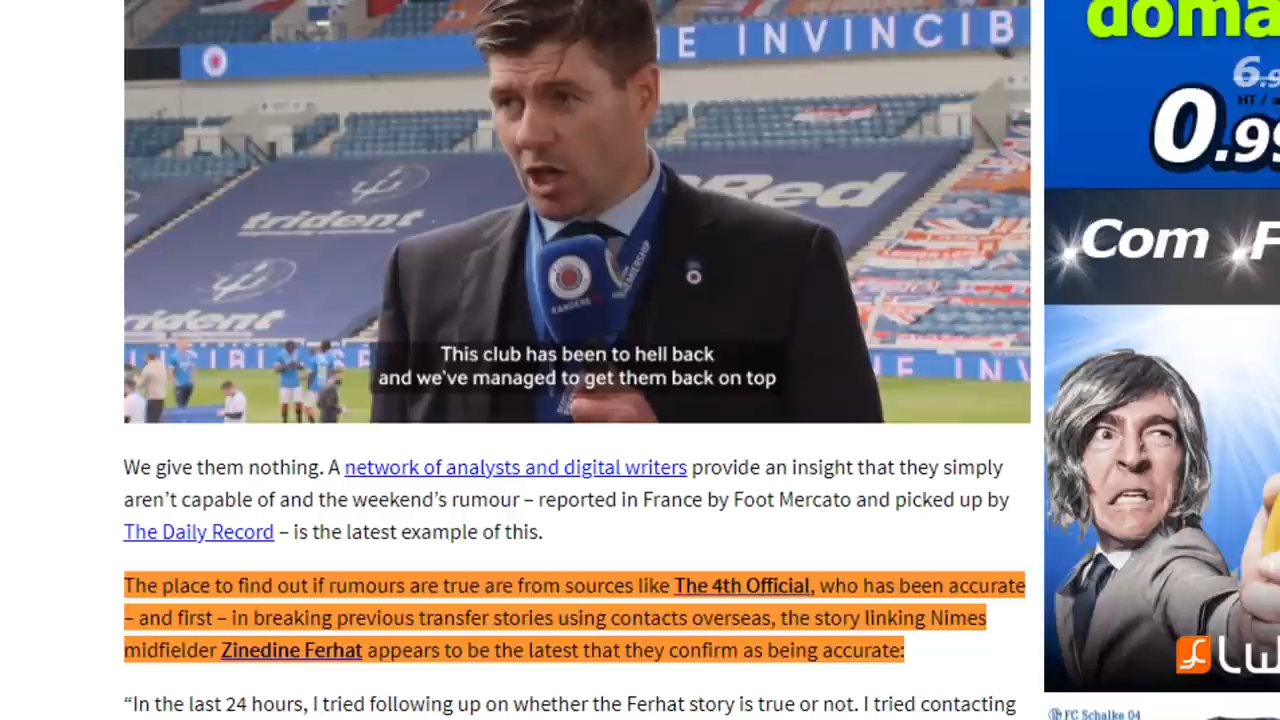 E INVINCIB
trident
Red
trident
RANGERS
This club has been to hell back
and we've managed to get them back on top
We give them nothing. A network of analysts and digital writers provide an insight that they simply
aren't capable of and the weekend's rumour – reported in France by Foot Mercato and picked up by
The Daily Record – is the latest example of this.
The place to find out if rumours are true are from sources like The 4th Official, who has been accurate
– and first – in breaking previous transfer stories using contacts overseas, the story linking Nimes
midfielder Zinedine Ferhat appears to be the latest that they confirm as being accurate:
“In the last 24 hours, I tried following up on whether the Ferhat story is true or not. I tried contacting
doma
6.9
HT / a
0.99
.Com .F
LW
FC Schalke 04